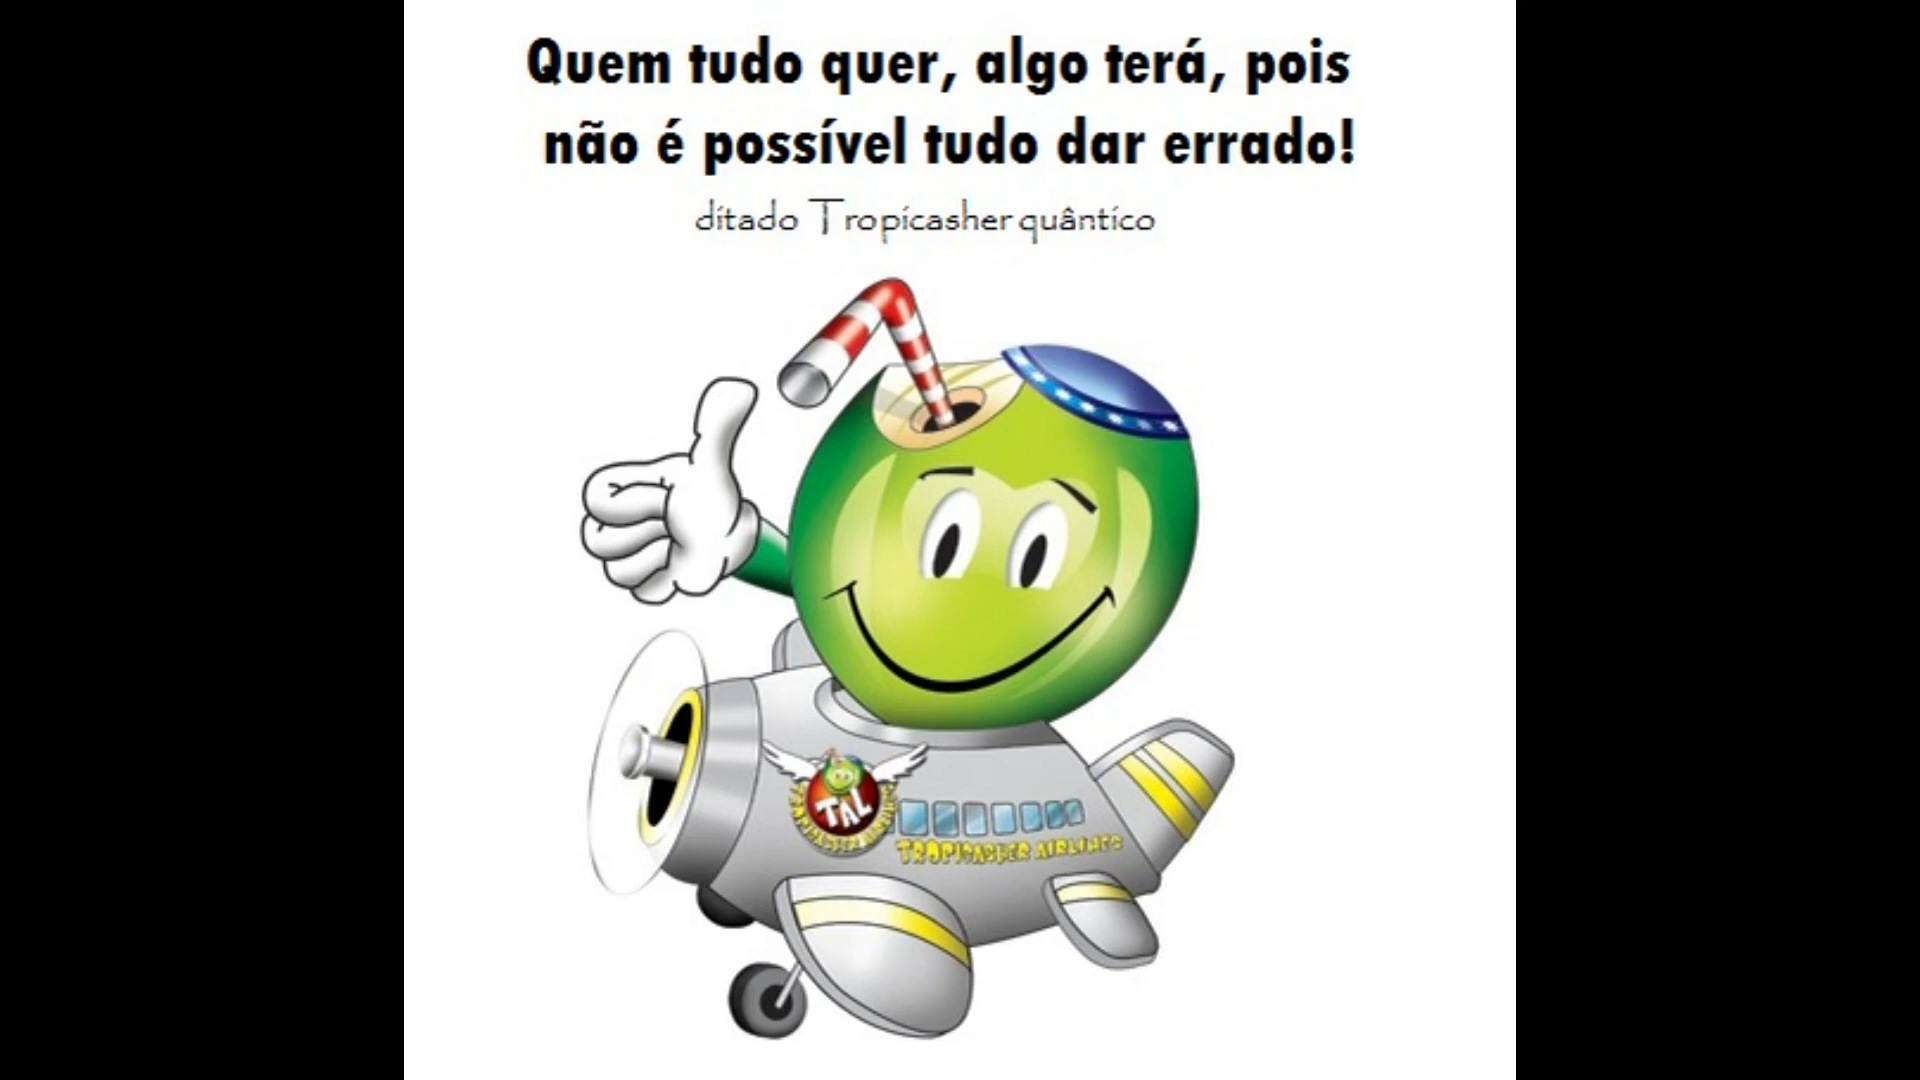 Quem tudo quer, algo terá, pois
não é possível tudo dar errado!
ditado Tropicasher quântico
TAL
TROPICASHER AIRLINES